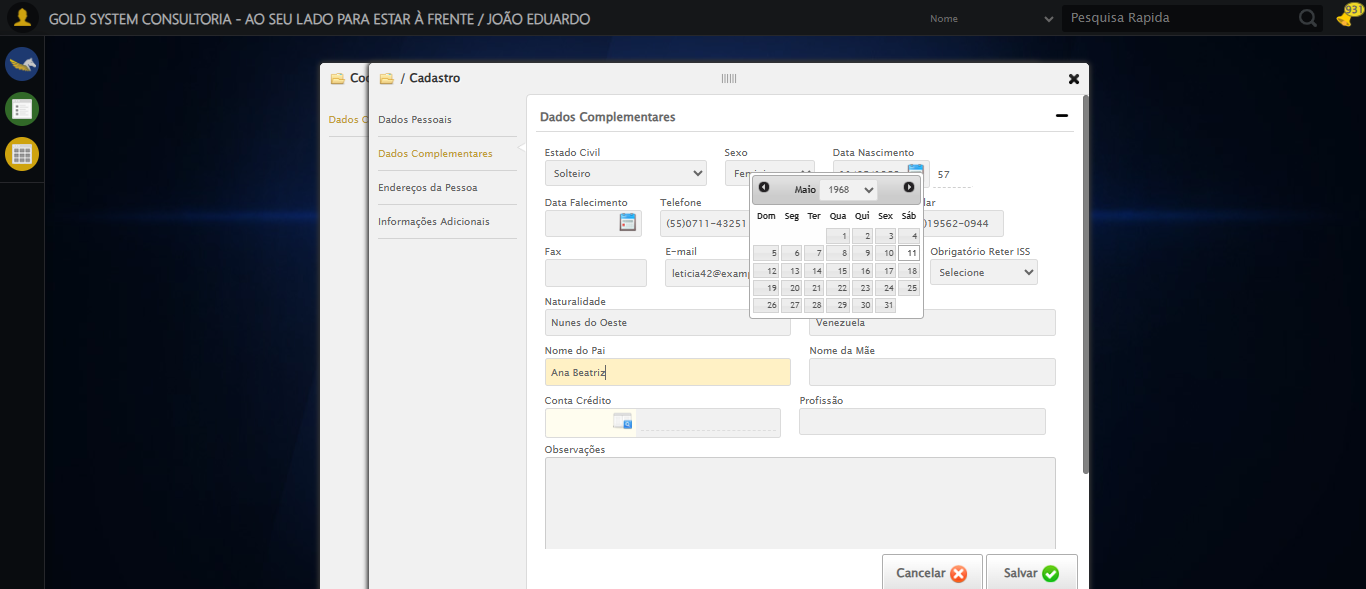 GOLD SYSTEM CONSULTORIA - AO SEU LADO PARA ESTAR À FRENTE / JOÃO EDUARDO
Nome
Pesquisa Rapida
931
/ Cadastro
Dados Pessoais
Dados Complementares
Endereços da Pessoa
Informações Adicionais
Dados Complementares
Estado Civil
Sexo
Data Nascimento
Solteiro
57
Maio
1968
Dom Seg Ter Qua Qui Sex Sáb
1 2 3 4
5 6 7 8 9 10 11
12 13 14 15 16 17 18
19 20 21 22 23 24 25
26 27 28 29 30 31
Data Falecimento
Telefone
(55)0711-43251
)19562-0944
Fax
E-mail
Obrigatório Reter ISS
leticia42@exam
Selecione
Naturalidade
Nunes do Oeste
Venezuela
Nome do Pai
Nome da Mãe
Ana Beatriz
Conta Crédito
Profissão
Observações
Cancelar
Salvar